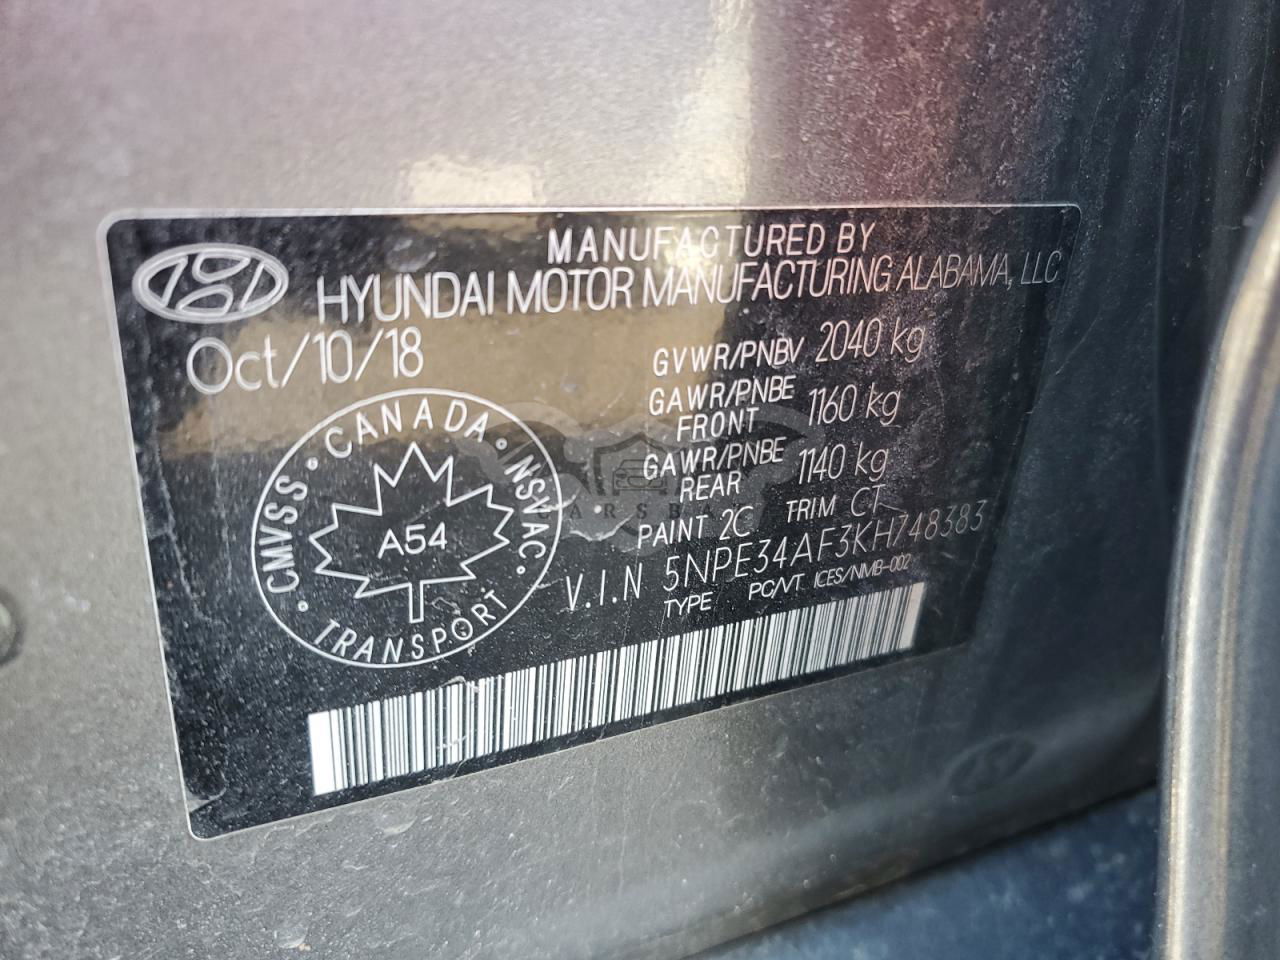 MANUFACTURED BY
HYUNDAI MOTOR MANUFACTURING ALABAMA, LLC
Oct/10/18
GVWR/PNBV 2040 kg
GAWR/PNBE FRONT 1160 kg
GAWR/PNBE REAR 1140 kg
PAINT 2C TRIM CT
V.I.N 5NPE34AF3KH748383
TYPE PC/VT ICES/NMB-002
CANADA
NSVAC
TRANSPORT
CMVSS
A54